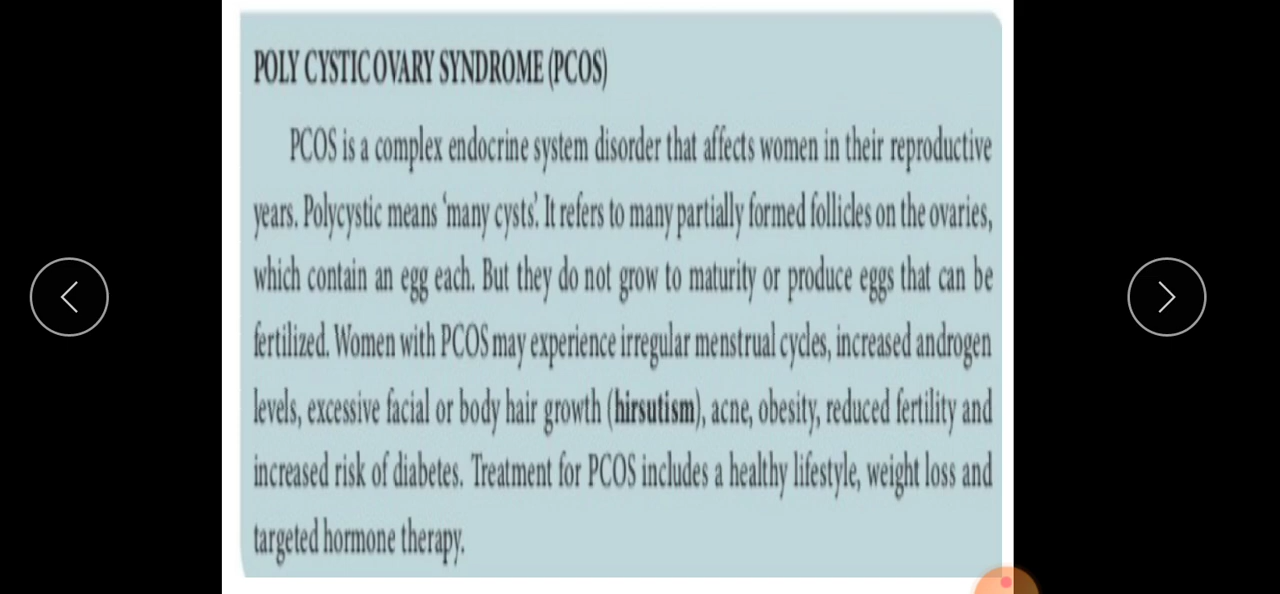 POLY CYSTIC OVARY SYNDROME (PCOS)
PCOS is a complex endocrine system disorder that affects women in their reproductive
years. Polycystic means ‘many cysts’. It refers to many partially formed follicles on the ovaries,
which contain an egg each. But they do not grow to maturity or produce eggs that can be
fertilized. Women with PCOS may experience irregular menstrual cycles, increased androgen
levels, excessive facial or body hair growth (hirsutism), acne, obesity, reduced fertility and
increased risk of diabetes. Treatment for PCOS includes a healthy lifestyle, weight loss and
targeted hormone therapy.